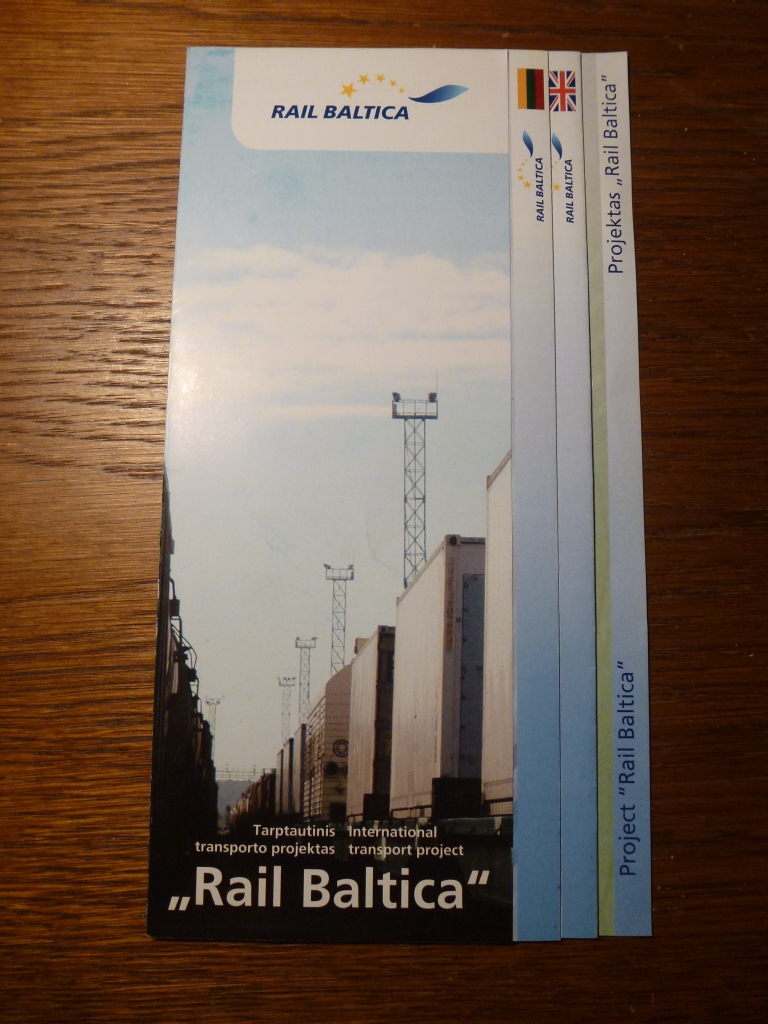 RAIL BALTICA
RAIL BALTICA
RAIL BALTICA
Projektas „Rail Baltica“
Project “Rail Baltica”
Tarptautinis
transporto projektas
International
transport project
„Rail Baltica“